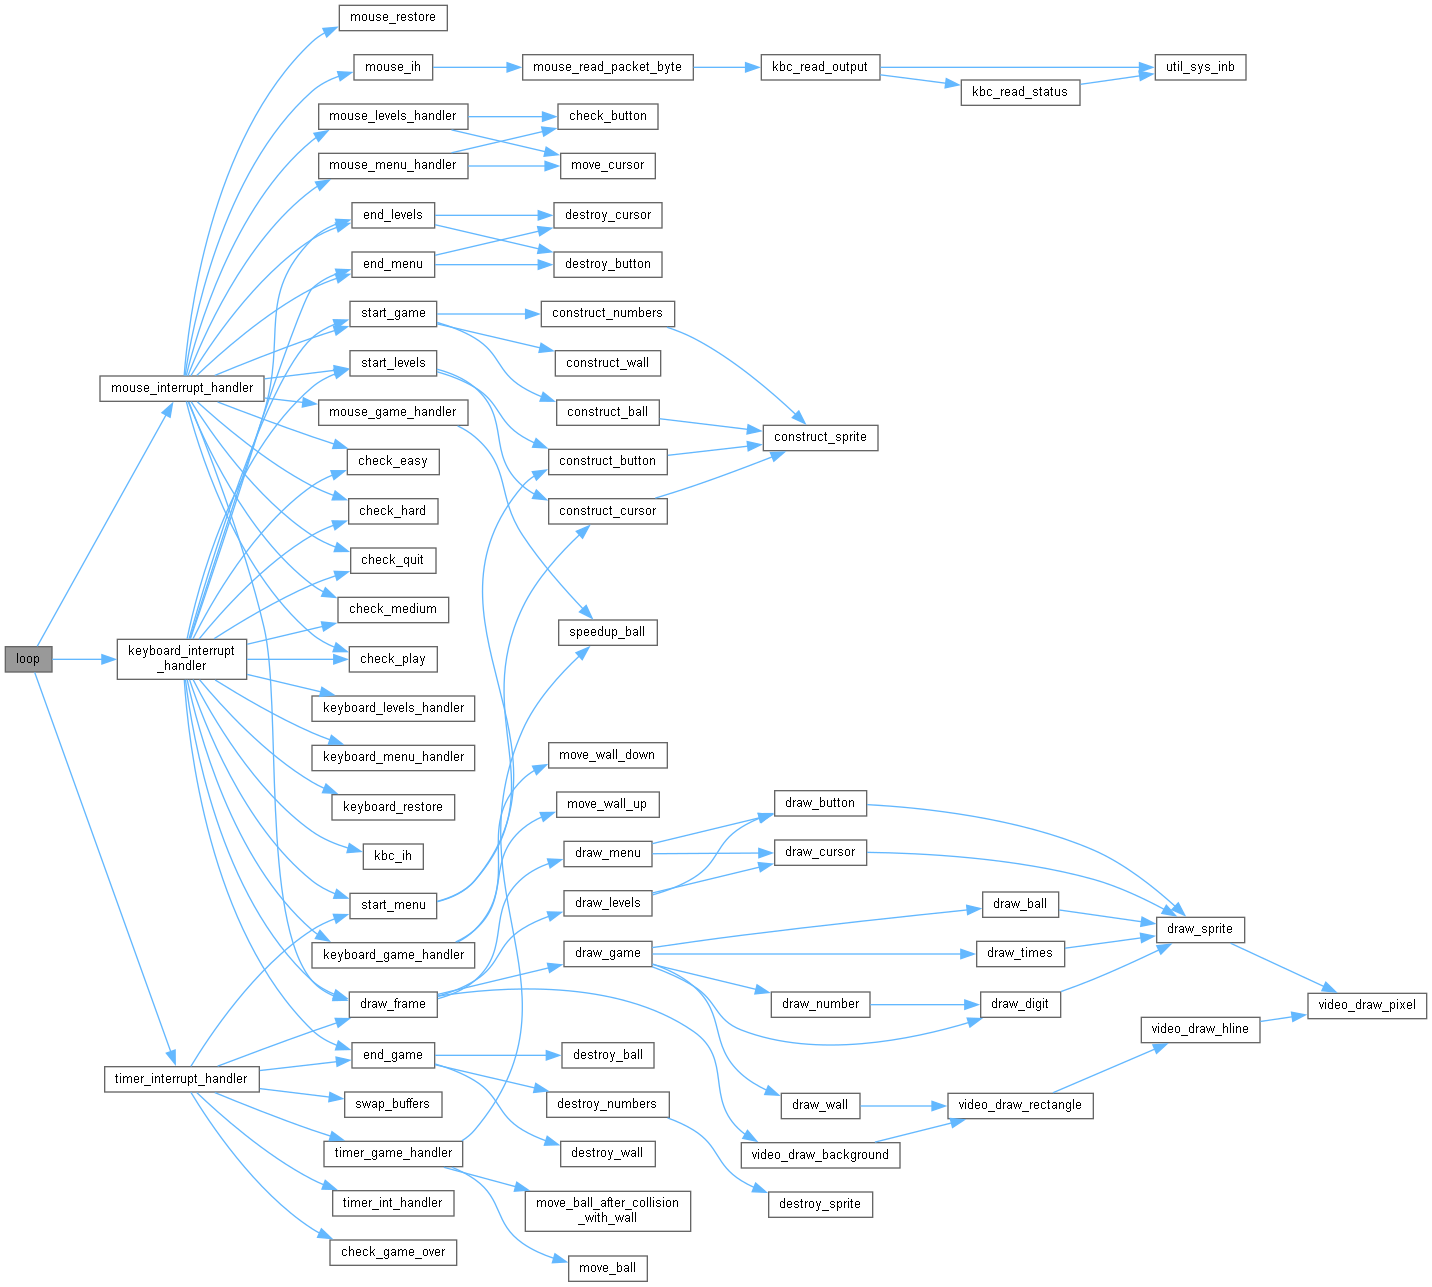 mouse_restore
mouse_ih
mouse_read_packet_byte
kbc_read_output
util_sys_inb
kbc_read_status
mouse_levels_handler
check_button
mouse_menu_handler
move_cursor
end_levels
destroy_cursor
end_menu
destroy_button
start_game
construct_numbers
start_levels
construct_wall
mouse_interrupt_handler
mouse_game_handler
construct_ball
construct_sprite
check_easy
construct_button
check_hard
construct_cursor
check_quit
check_medium
speedup_ball
loop
keyboard_interrupt
_handler
check_play
keyboard_levels_handler
keyboard_menu_handler
move_wall_down
keyboard_restore
move_wall_up
draw_button
kbc_ih
draw_menu
draw_cursor
start_menu
draw_levels
draw_ball
draw_sprite
keyboard_game_handler
draw_game
draw_times
draw_frame
draw_number
draw_digit
video_draw_pixel
video_draw_hline
end_game
destroy_ball
timer_interrupt_handler
swap_buffers
destroy_numbers
draw_wall
video_draw_rectangle
timer_game_handler
destroy_wall
video_draw_background
timer_int_handler
move_ball_after_collision
_with_wall
destroy_sprite
check_game_over
move_ball